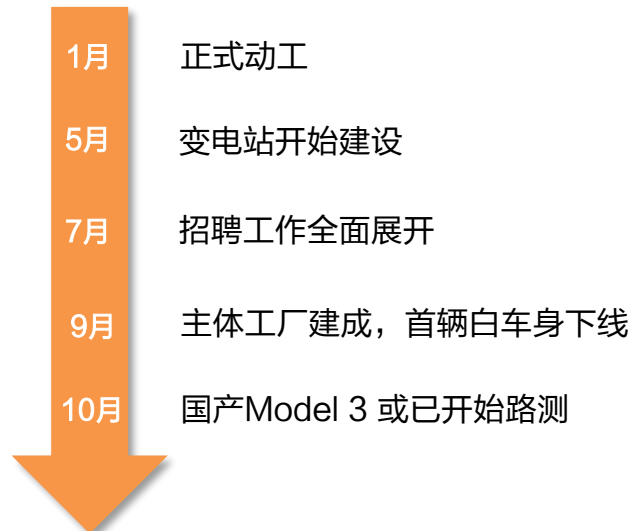 1月 正式动工
5月 变电站开始建设
7月 招聘工作全面展开
9月 主体工厂建成，首辆白车身下线
10月 国产Model 3 或已开始路测